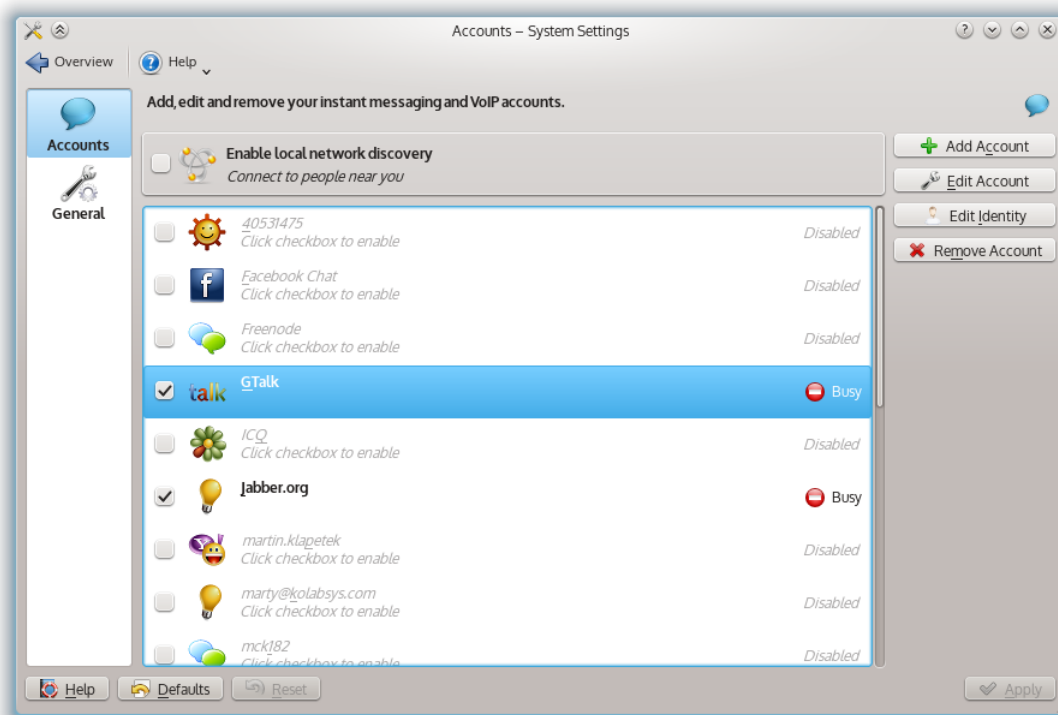 Accounts – System Settings
Overview
Help
Add, edit and remove your instant messaging and VoIP accounts.
Accounts
General
Enable local network discovery
Connect to people near you
Add Account
Edit Account
Edit Identity
Remove Account
40531475
Click checkbox to enable
Disabled
f
Facebook Chat
Click checkbox to enable
Disabled
Freenode
Click checkbox to enable
Disabled
talk
GTalk
Busy
ICQ
Click checkbox to enable
Disabled
Jabber.org
Busy
martin.klapetek
Click checkbox to enable
Disabled
marty@kolabsys.com
Click checkbox to enable
Disabled
mck182
Click checkbox to enable
Disabled
Help
Defaults
Reset
Apply